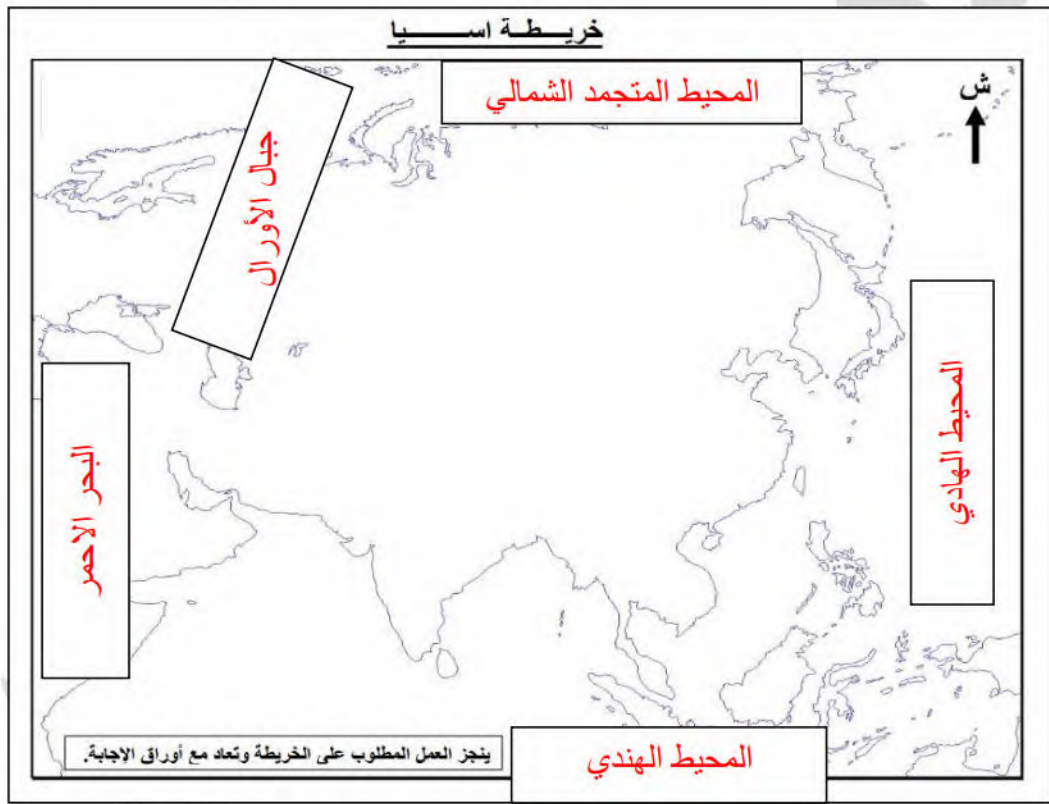 خريـــطـة اســـــيا
المحيط المتجمد الشمالي
ش
جبال الأورال
المحيط الهادي
البحر الاحمر
المحيط الهندي
ينجز العمل المطلوب على الخريطة وتعاد مع أوراق الإجابة.